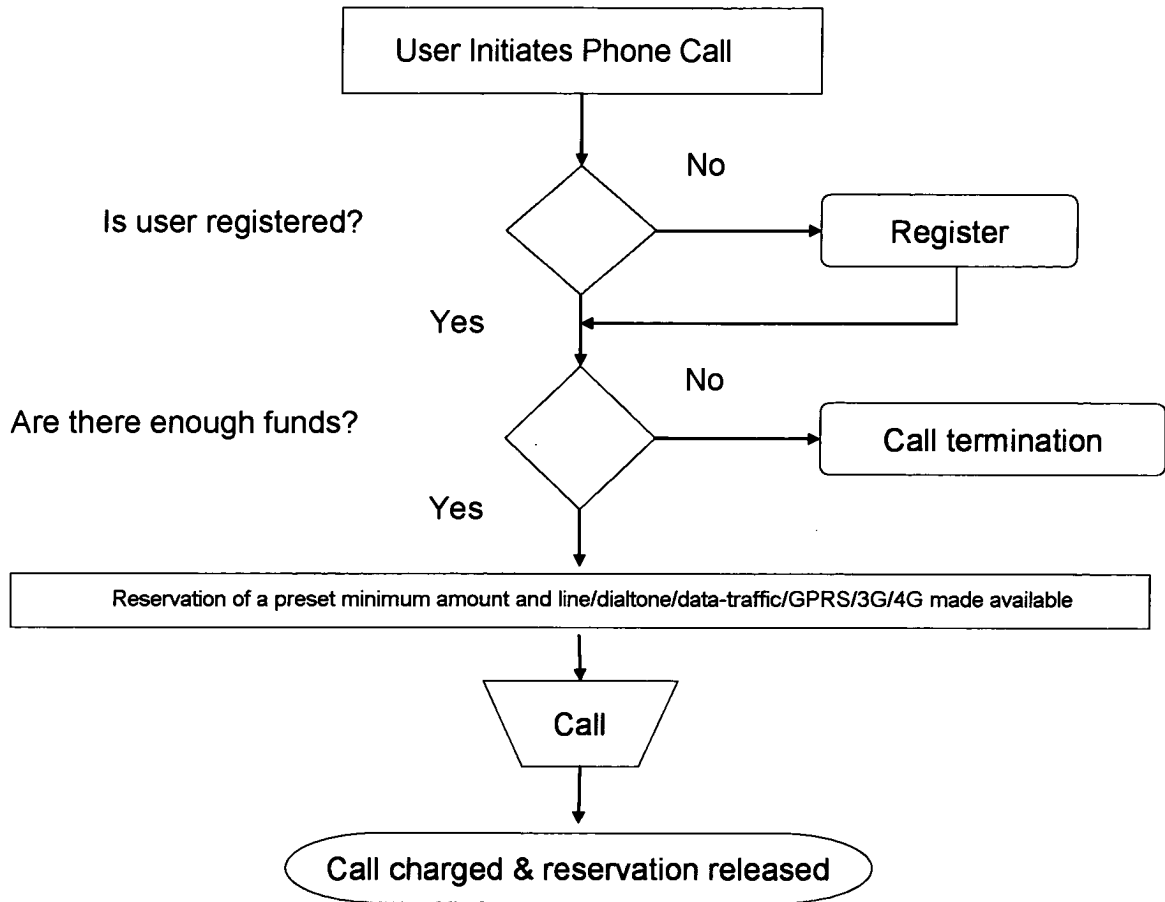 User Initiates Phone Call
No
Is user registered?
Register
Yes
No
Are there enough funds?
Call termination
Yes
Reservation of a preset minimum amount and line/dialtone/data-traffic/GPRS/3G/4G made available
Call
Call charged & reservation released